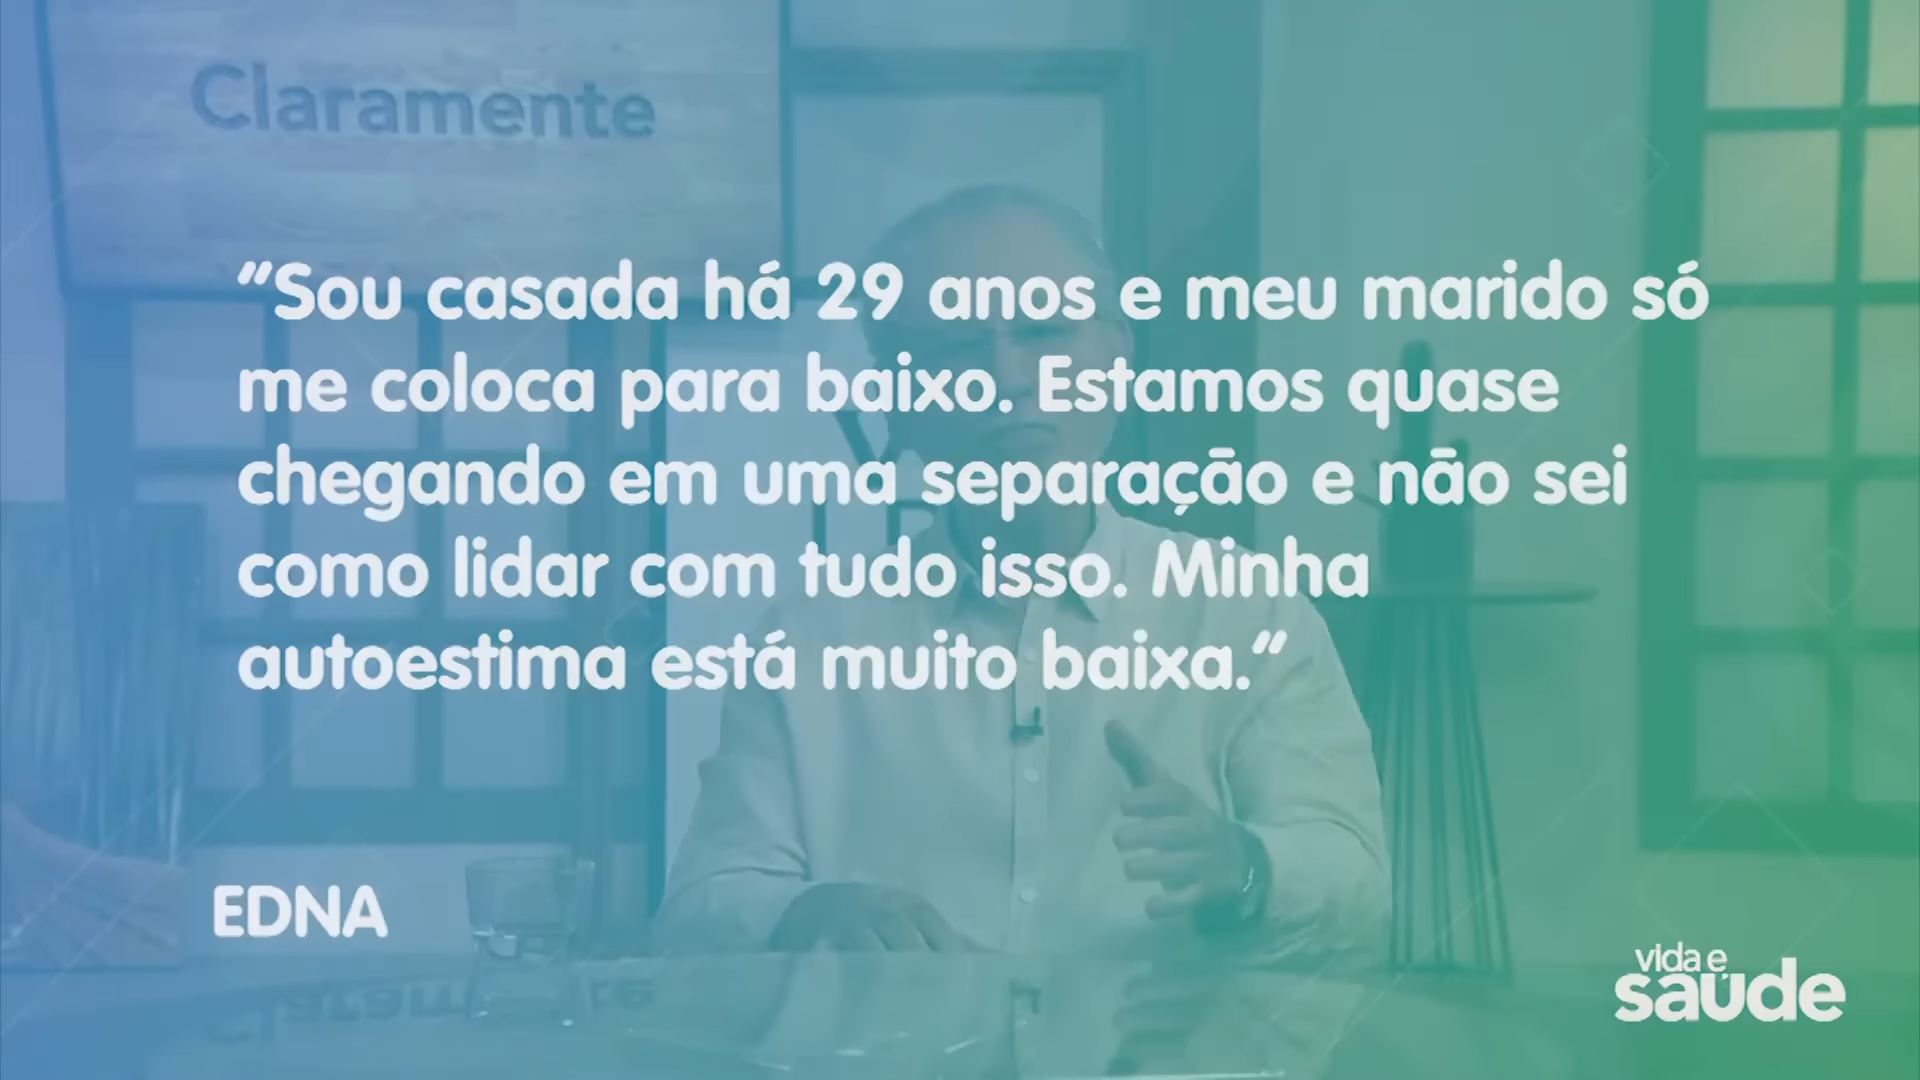 Claramente
“Sou casada há 29 anos e meu marido só
me coloca para baixo. Estamos quase
chegando em uma separação e não sei
como lidar com tudo isso. Minha
autoestima está muito baixa.”
EDNA
vida e
saúde